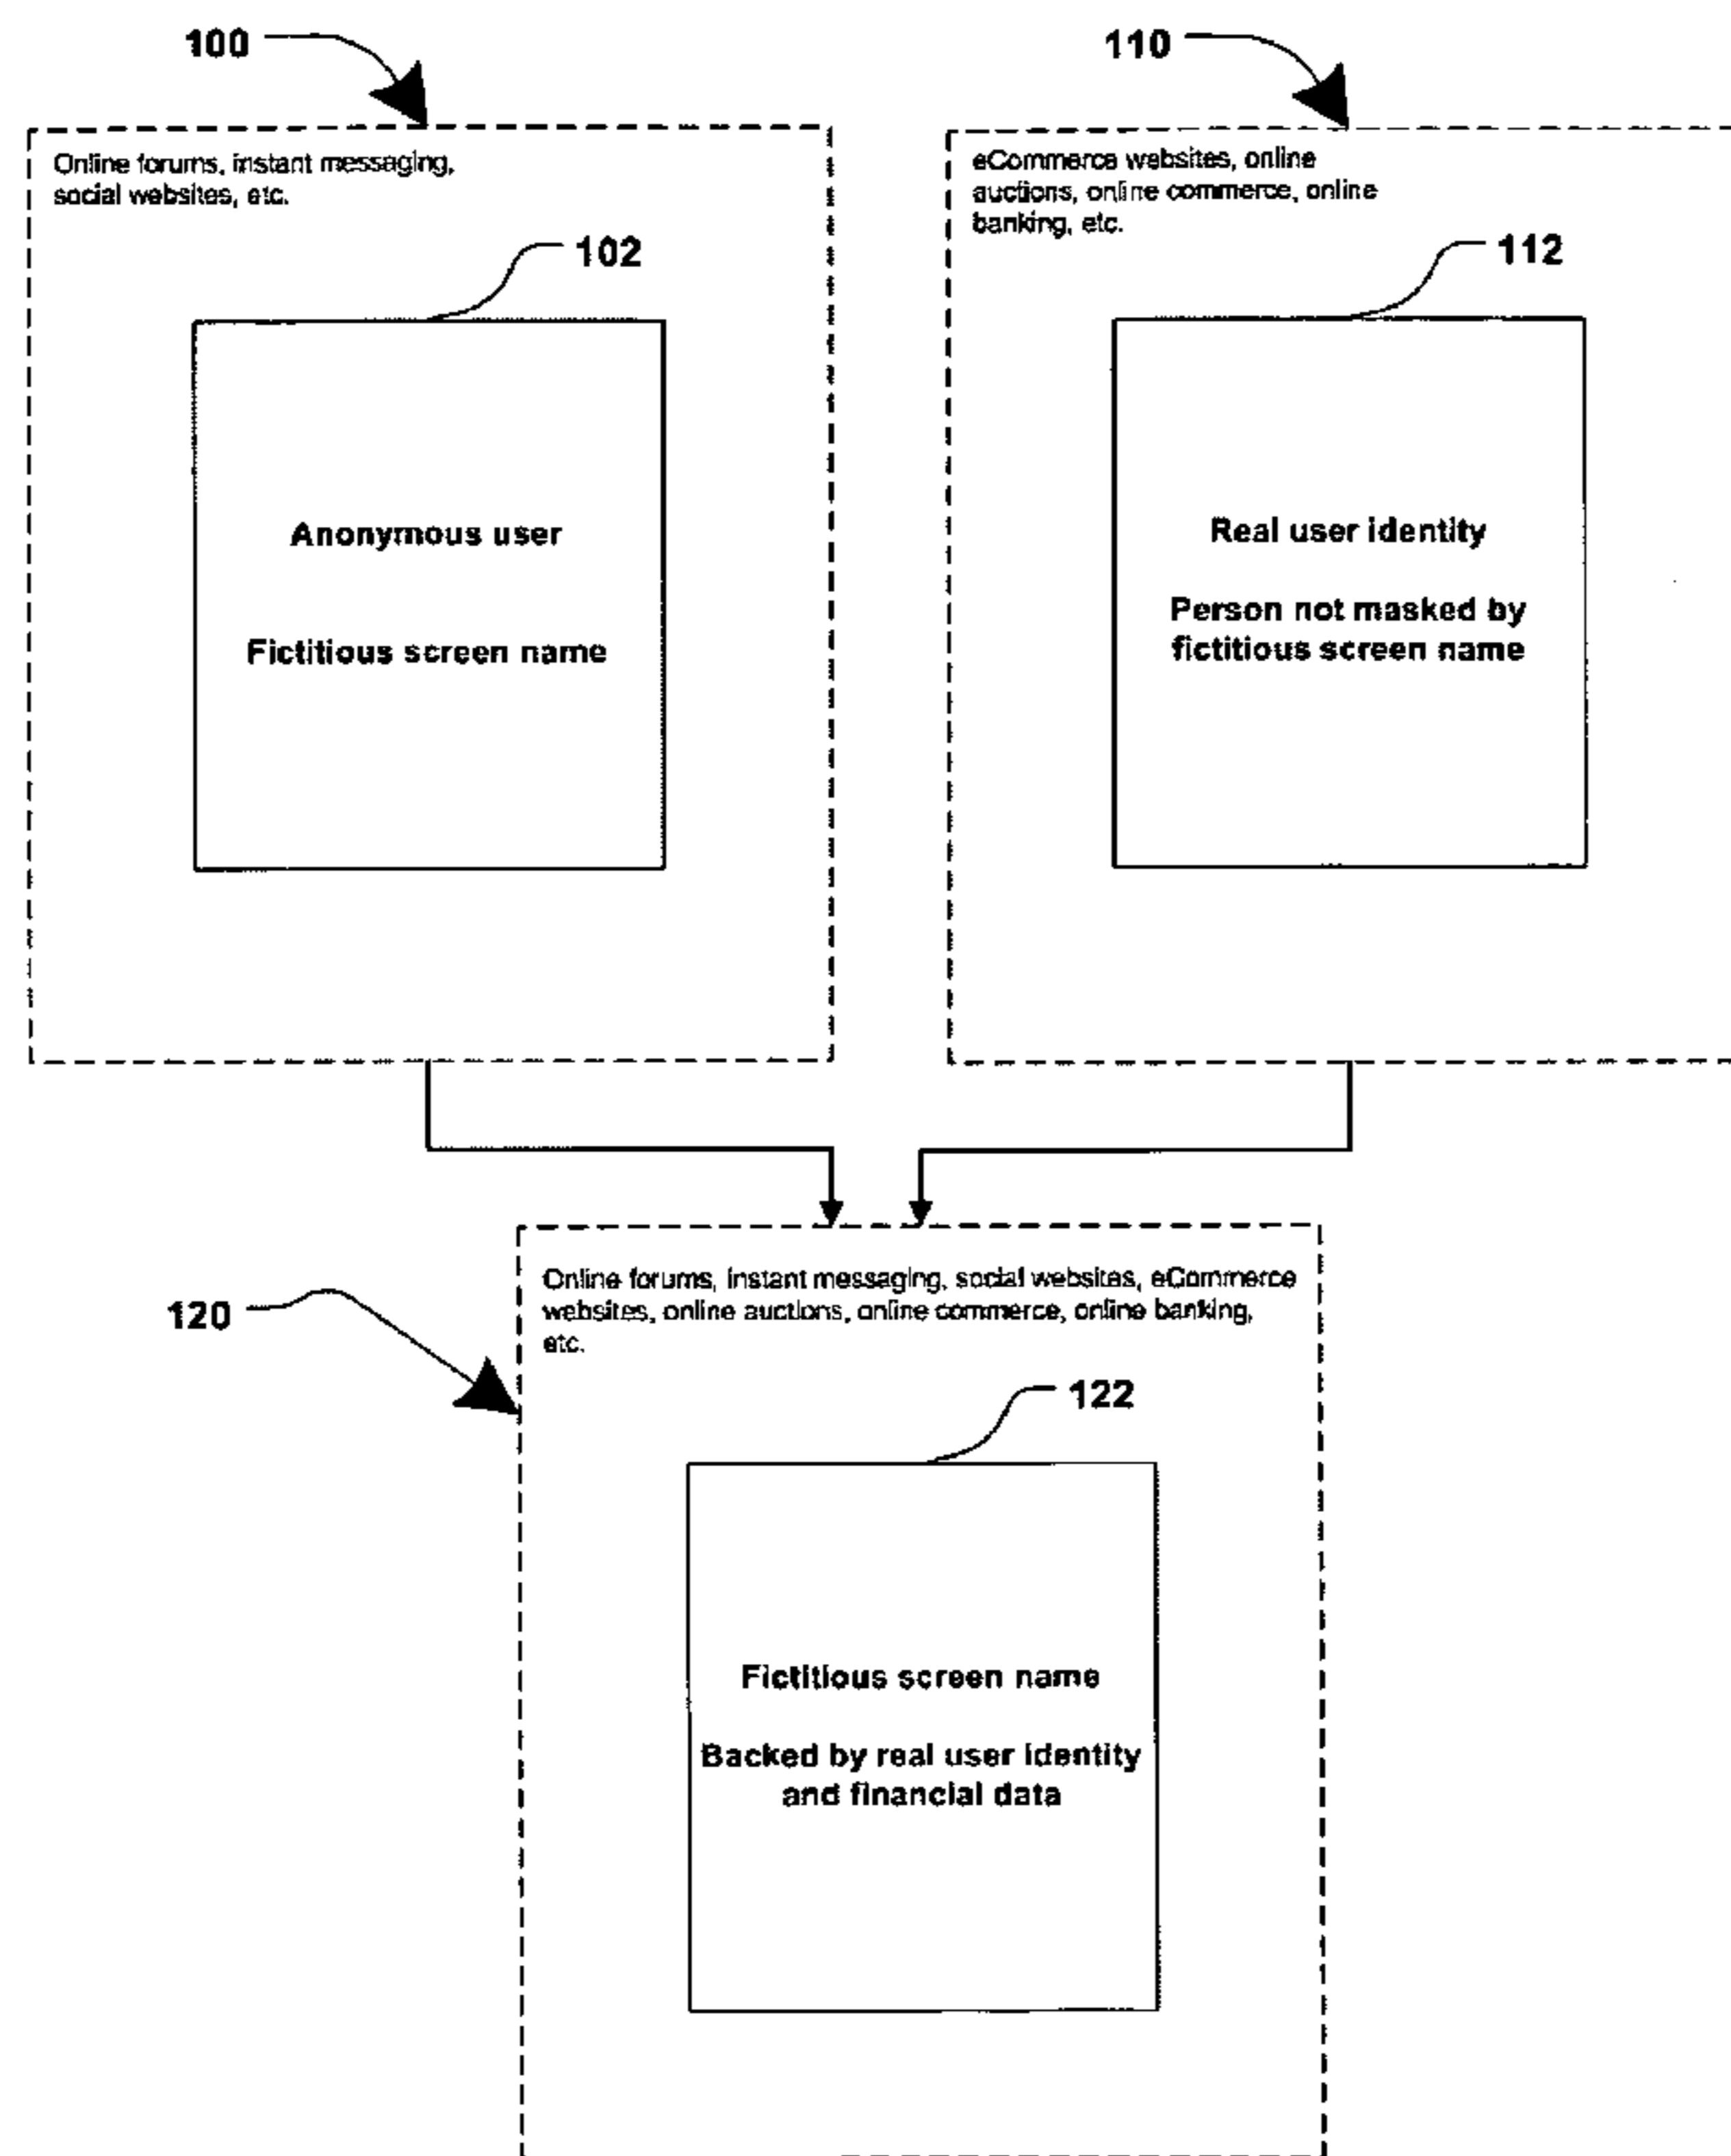 100
110
Online forums, instant messaging,
social websites, etc.
eCommerce websites, online
auctions, online commerce, online
banking, etc.
102
112
Anonymous user
Fictitious screen name
Real user identity
Person not masked by
fictitious screen name
Online forums, instant messaging, social websites, eCommerce
websites, online auctions, online commerce, online banking,
etc.
120
122
Fictitious screen name
Backed by real user identity
and financial data